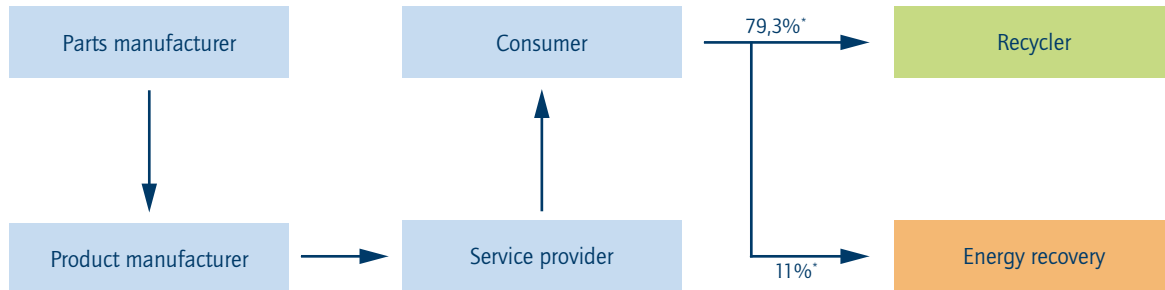 Parts manufacturer
Consumer
79,3%*
Recycler
Product manufacturer
Service provider
11%*
Energy recovery